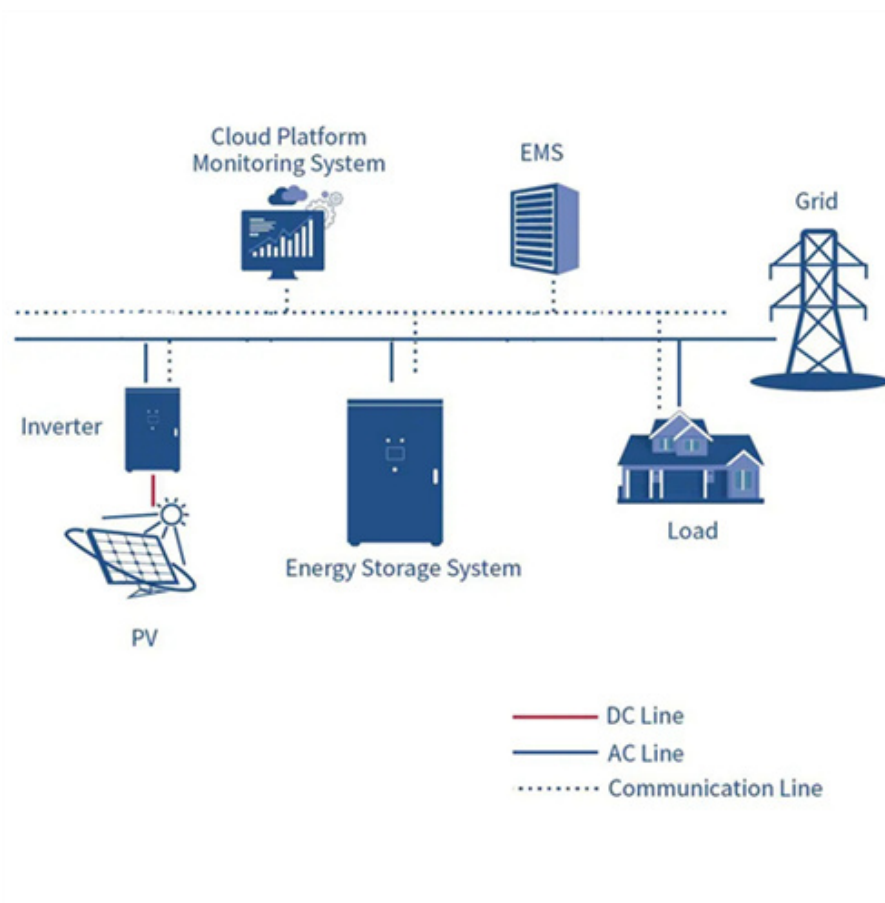 Cloud Platform
Monitoring System
EMS
Grid
Inverter
Load
Energy Storage System
PV
DC Line
AC Line
Communication Line